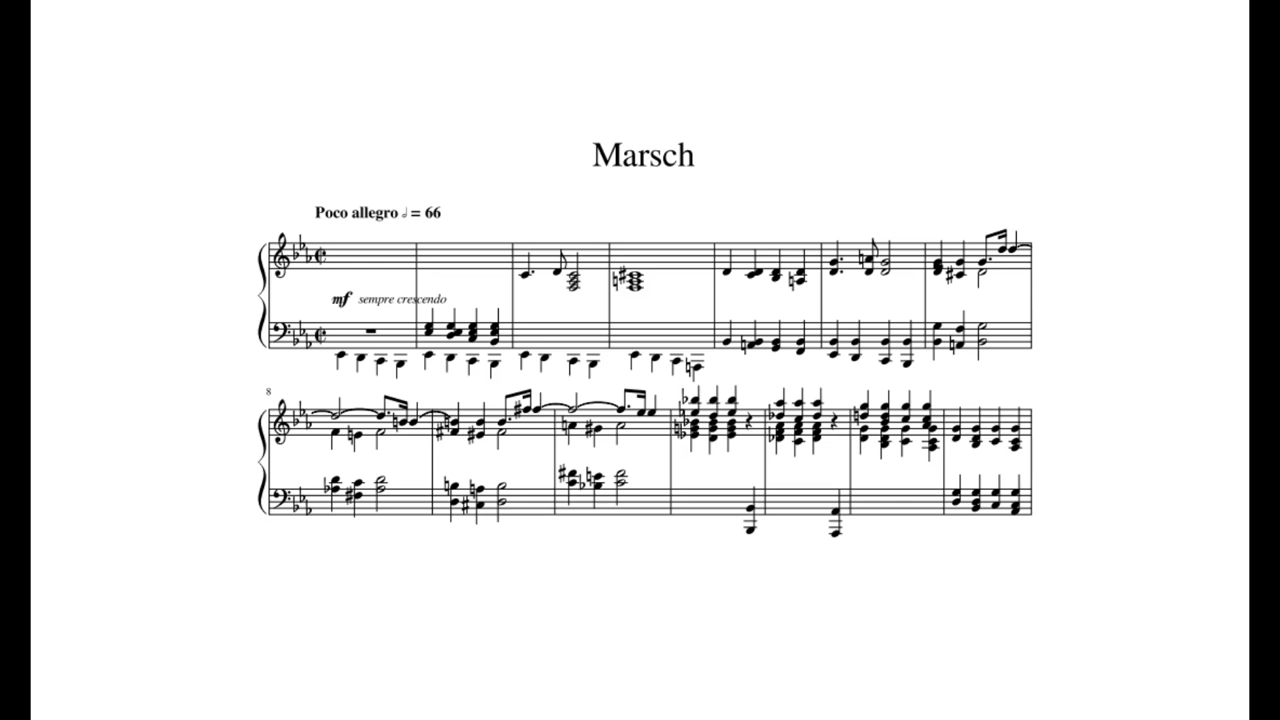 Marsch
Poco allegro 𝅗𝅥 = 66
mf sempre crescendo
8